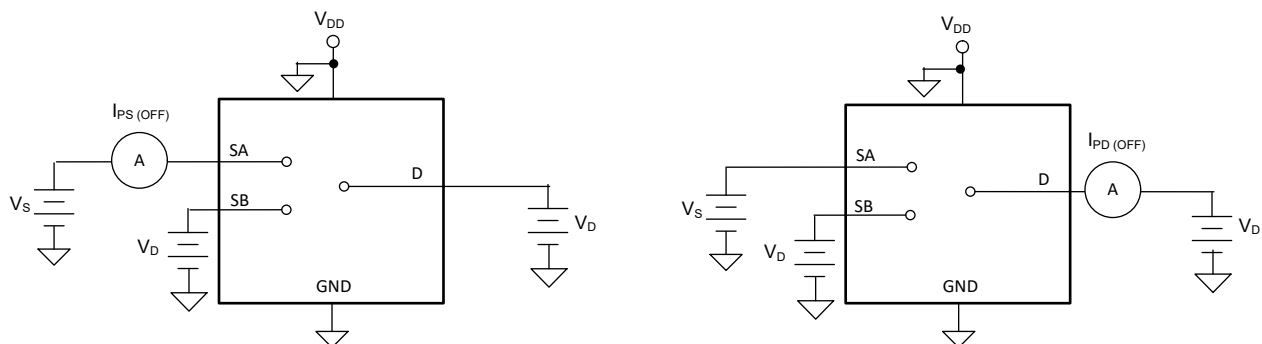 VDD
IPS (OFF)
A
SA
D
SB
VS
VD
VD
GND
VDD
IPD (OFF)
SA
D
A
SB
VS
VD
VD
GND